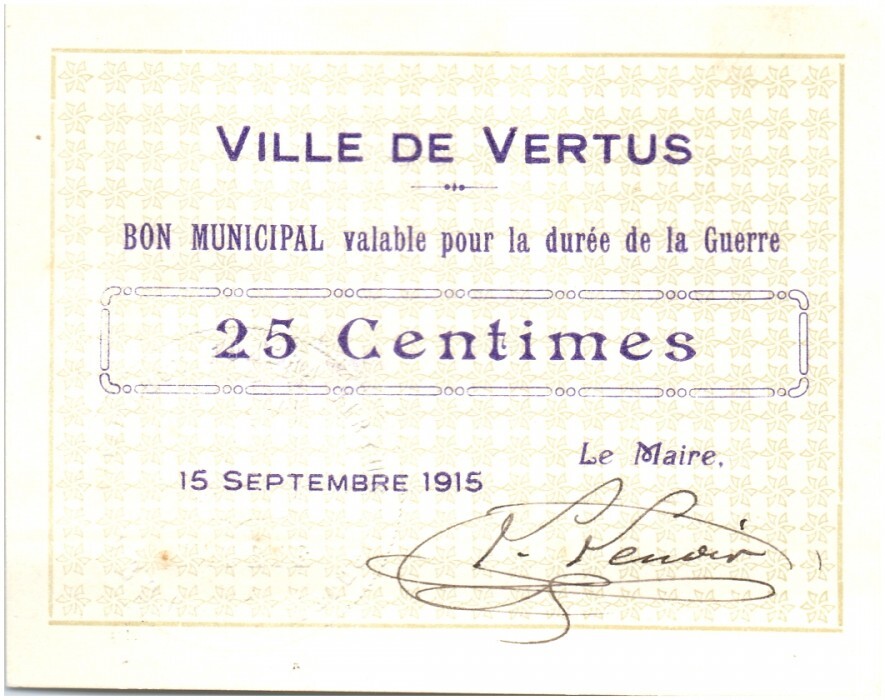 VILLE DE VERTUS
BON MUNICIPAL valable pour la durée de la Guerre
25 Centimes
Le Maire,
15 SEPTEMBRE 1915